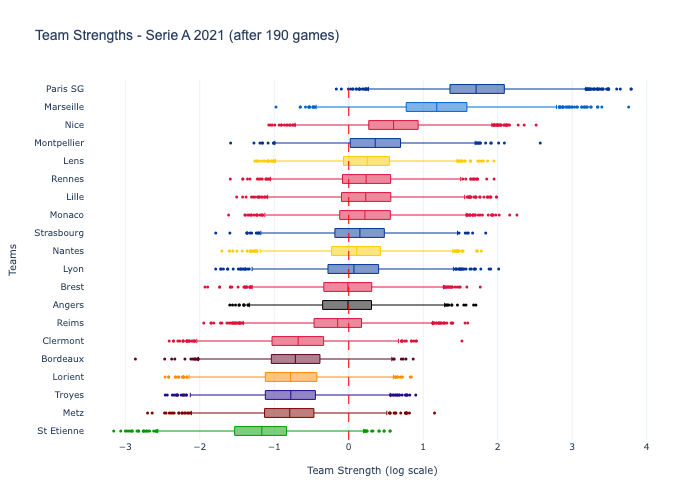 Team Strengths - Serie A 2021 (after 190 games)
Paris SG
Marseille
Nice
Montpellier
Lens
Rennes
Lille
Monaco
Strasbourg
Nantes
Lyon
Brest
Angers
Reims
Clermont
Bordeaux
Lorient
Troyes
Metz
St Etienne
Teams
−3 −2 −1 0 1 2 3 4
Team Strength (log scale)